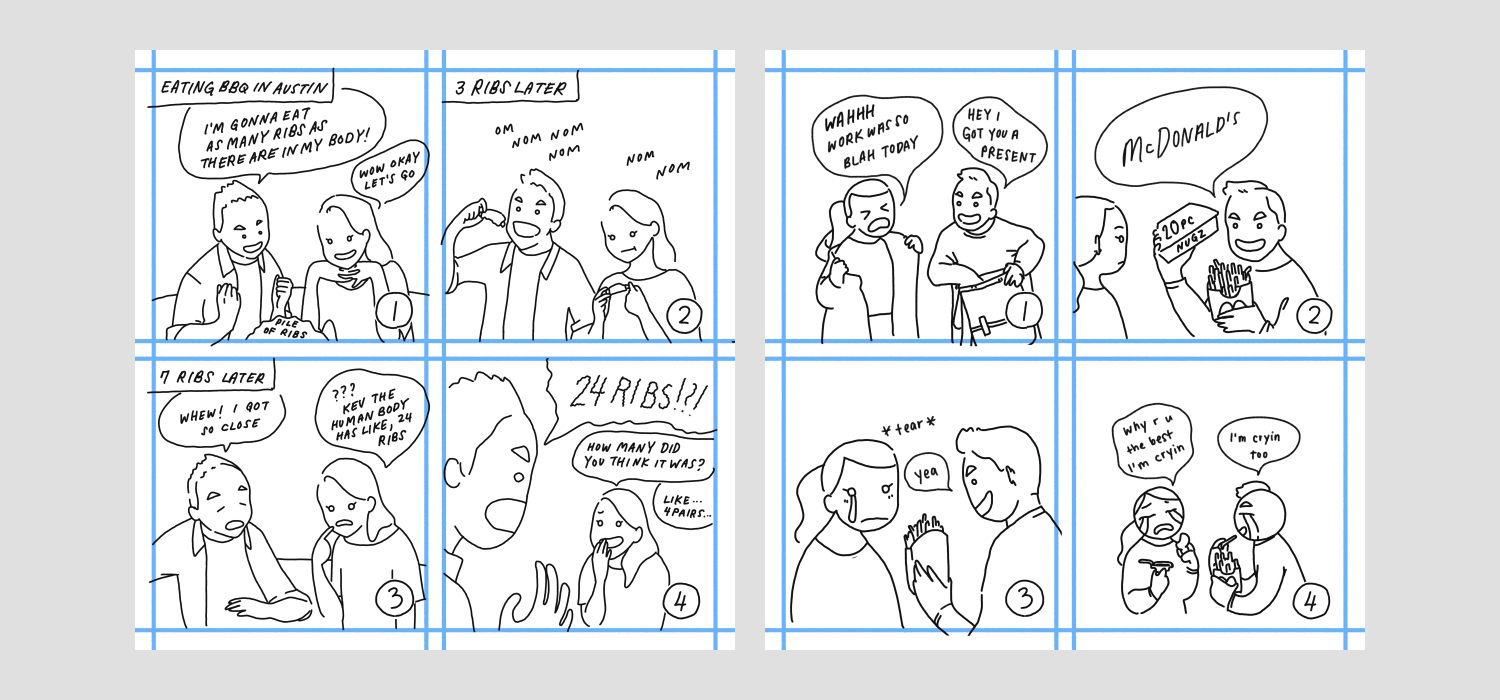 EATING BBQ IN AUSTIN
I'M GONNA EAT
AS MANY RIBS AS
THERE ARE IN MY BODY!
WOW OKAY
LET'S GO
PILE
OF RIBS
1
3 RIBS LATER
OM
NOM NOM
NOM
NOM
NOM
2
7 RIBS LATER
WHEW! I GOT
SO CLOSE
???
KEV THE
HUMAN BODY
HAS LIKE, 24
RIBS
3
24 RIBS!?!
HOW MANY DID
YOU THINK IT WAS?
LIKE...
4 PAIRS...
4
WAHHH
WORK WAS SO
BLAH TODAY
HEY I
GOT YOU A
PRESENT
1
McDONALD'S
20PC
NUGZ
2
*tear*
yea
3
why r u
the best
I'm cryin
I'm cryin
too
4